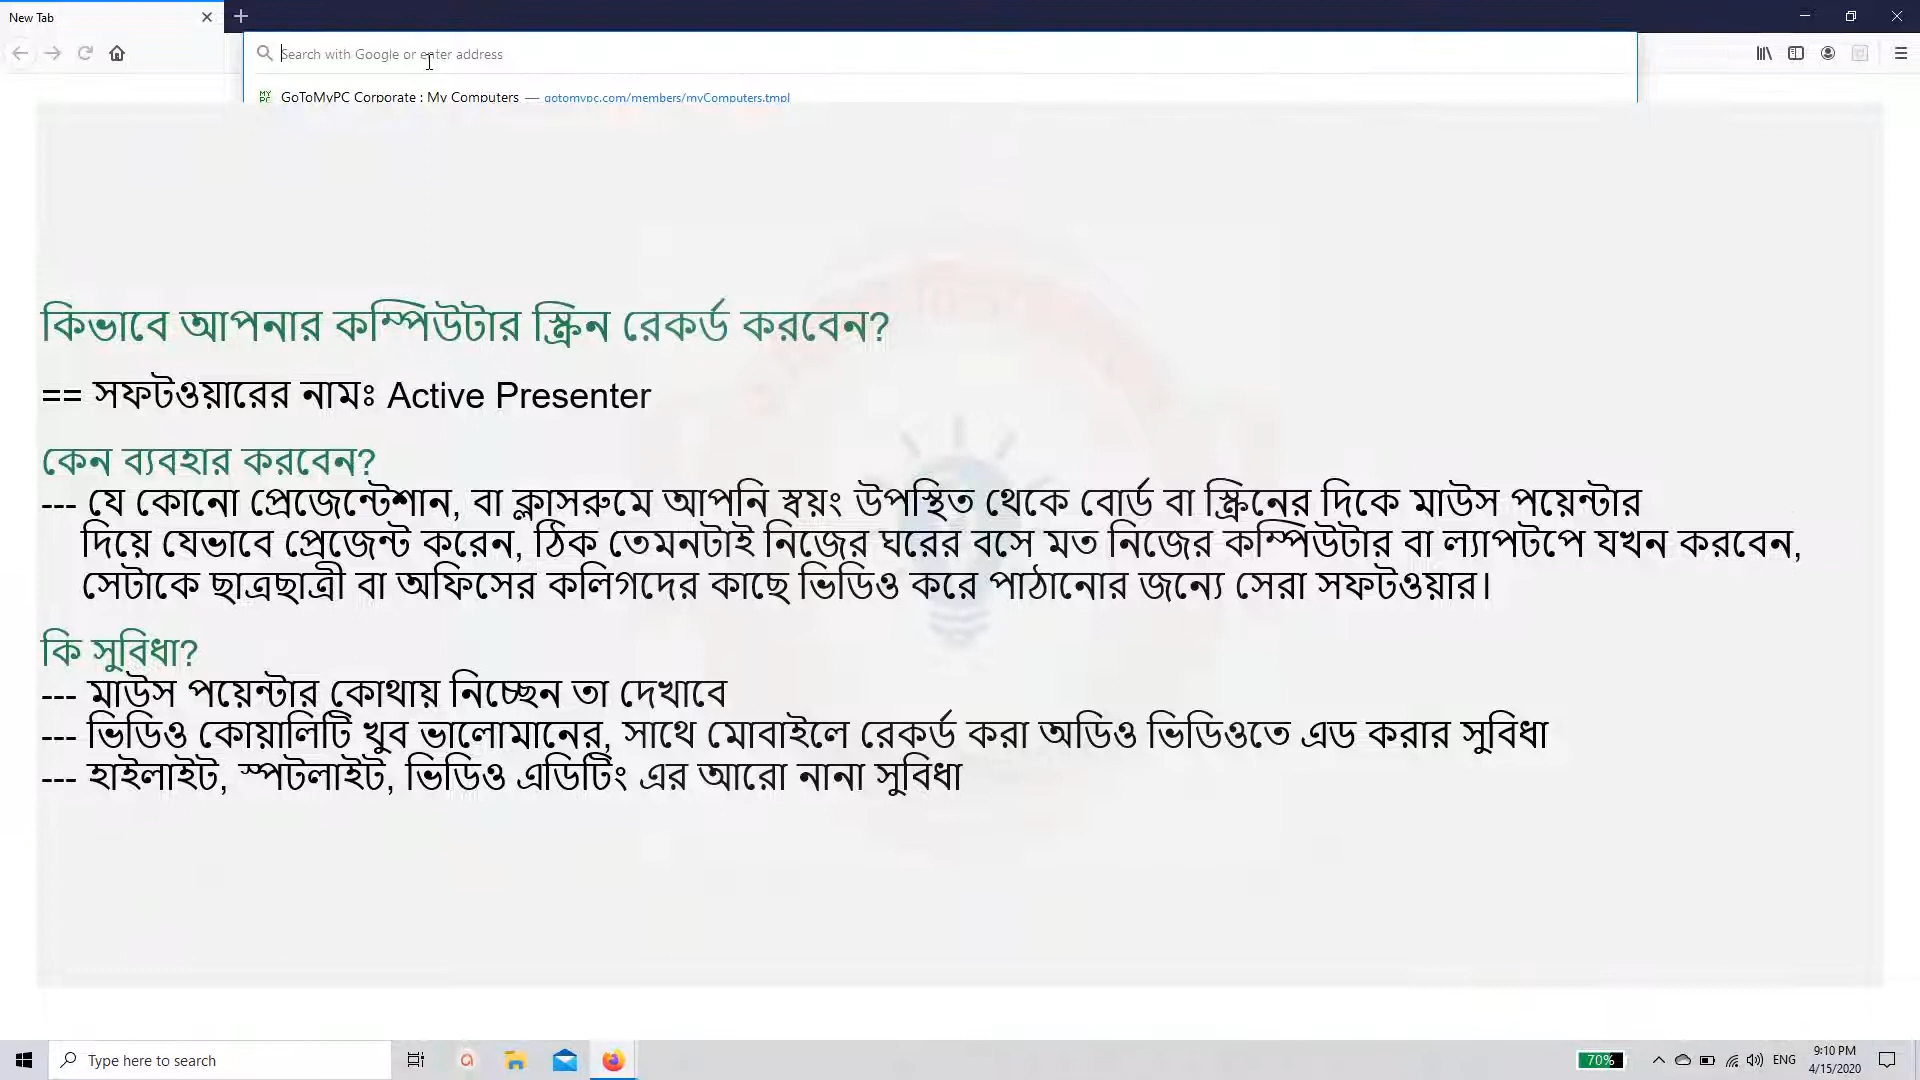 New Tab
Search with Google or enter address
GoToMyPC Corporate : My Computers — gotomypc.com/members/myComputers.tmpl
কিভাবে আপনার কম্পিউটার স্ক্রিন রেকর্ড করবেন?
== সফটওয়ারের নামঃ Active Presenter
কেন ব্যবহার করবেন?
--- যে কোনো প্রেজেন্টেশান, বা ক্লাসরুমে আপনি স্বয়ং উপস্থিত থেকে বোর্ড বা স্ক্রিনের দিকে মাউস পয়েন্টার
দিয়ে যেভাবে প্রেজেন্ট করেন, ঠিক তেমনটাই নিজের ঘরের বসে মত নিজের কম্পিউটার বা ল্যাপটপে যখন করবেন,
সেটাকে ছাত্রছাত্রী বা অফিসের কলিগদের কাছে ভিডিও করে পাঠানোর জন্যে সেরা সফটওয়ার।
কি সুবিধা?
--- মাউস পয়েন্টার কোথায় নিচ্ছেন তা দেখাবে
--- ভিডিও কোয়ালিটি খুব ভালোমানের, সাথে মোবাইলে রেকর্ড করা অডিও ভিডিওতে এড করার সুবিধা
--- হাইলাইট, স্পটলাইট, ভিডিও এডিটিং এর আরো নানা সুবিধা
Type here to search
70%
ENG
9:10 PM
4/15/2020